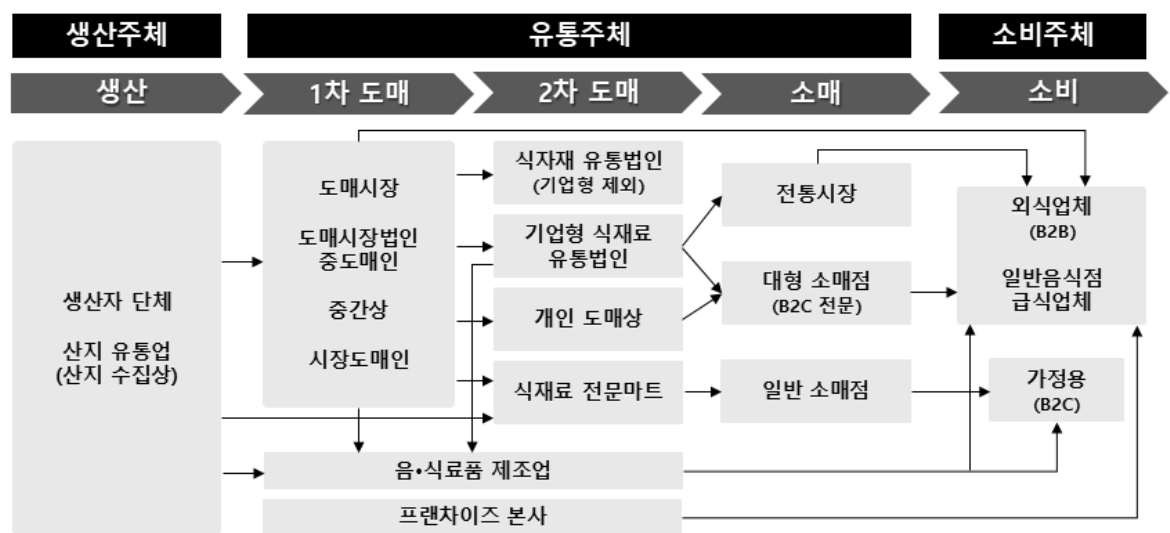 생산주체
유통주체
소비주체
생산
1차 도매
2차 도매
소매
소비
생산자 단체
산지 유통업
(산지 수집상)
도매시장
도매시장법인
중도매인
중간상
시장도매인
식자재 유통법인
(기업형 제외)
기업형 식재료
유통법인
개인 도매상
식재료 전문마트
전통시장
대형 소매점
(B2C 전문)
일반 소매점
외식업체
(B2B)
일반음식점
급식업체
가정용
(B2C)
음•식료품 제조업
프랜차이즈 본사